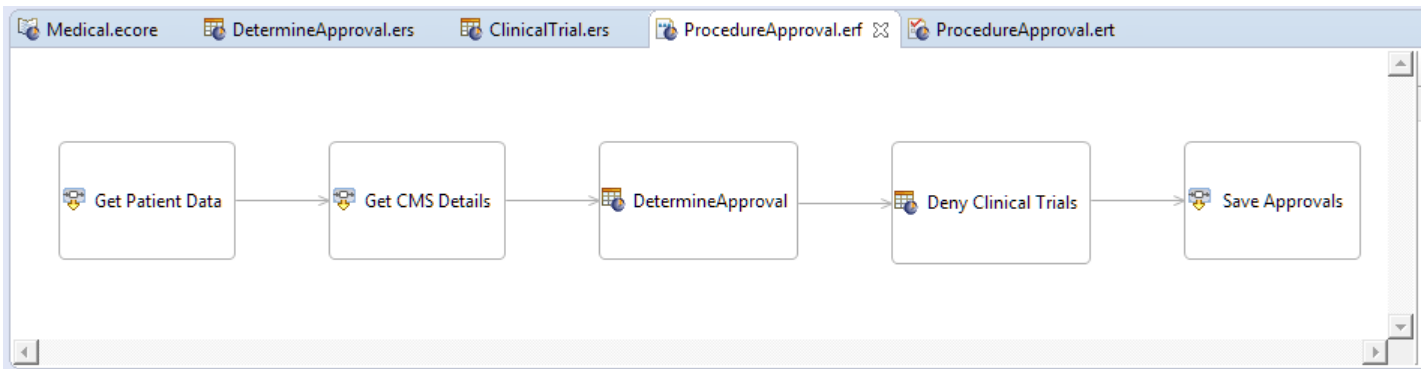 Medical.ecore DetermineApproval.ers ClinicalTrial.ers ProcedureApproval.erf ProcedureApproval.ert
Get Patient Data Get CMS Details DetermineApproval Deny Clinical Trials Save Approvals